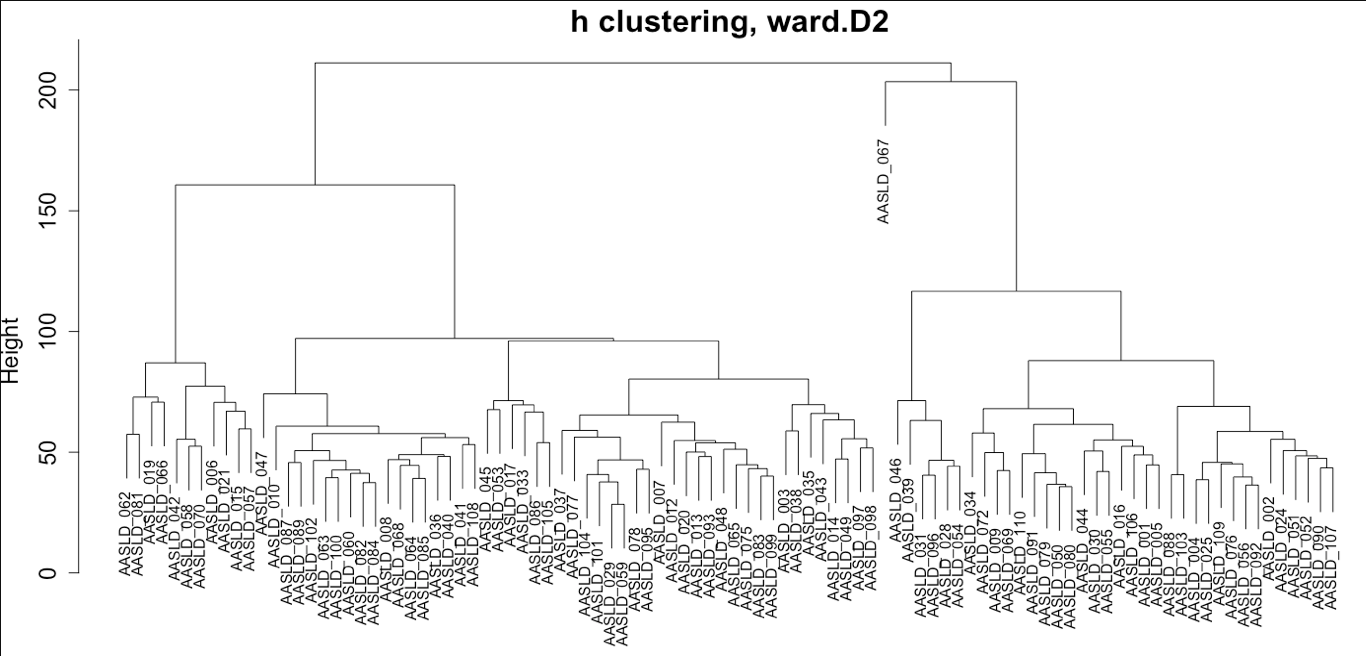 h clustering, ward.D2
Height
200
150
100
50
0
AASLD_062
AASLD_081
AASLD_019
AASLD_066
AASLD_042
AASLD_058
AASLD_070
AASLD_006
AASLD_021
AASLD_015
AASLD_057
AASLD_047
AASLD_010
AASLD_087
AASLD_089
AASLD_102
AASLD_063
AASLD_100
AASLD_060
AASLD_082
AASLD_084
AASLD_008
AASLD_068
AASLD_064
AASLD_085
AASLD_036
AASLD_040
AASLD_041
AASLD_108
AASLD_045
AASLD_053
AASLD_017
AASLD_033
AASLD_086
AASLD_105
AASLD_037
AASLD_077
AASLD_104
AASLD_101
AASLD_029
AASLD_059
AASLD_078
AASLD_095
AASLD_007
AASLD_012
AASLD_020
AASLD_013
AASLD_093
AASLD_048
AASLD_065
AASLD_075
AASLD_083
AASLD_099
AASLD_003
AASLD_038
AASLD_035
AASLD_043
AASLD_014
AASLD_049
AASLD_097
AASLD_098
AASLD_067
AASLD_046
AASLD_039
AASLD_031
AASLD_096
AASLD_028
AASLD_054
AASLD_034
AASLD_072
AASLD_009
AASLD_069
AASLD_110
AASLD_091
AASLD_079
AASLD_050
AASLD_080
AASLD_044
AASLD_030
AASLD_055
AASLD_016
AASLD_106
AASLD_001
AASLD_005
AASLD_088
AASLD_103
AASLD_004
AASLD_025
AASLD_109
AASLD_076
AASLD_056
AASLD_092
AASLD_002
AASLD_024
AASLD_051
AASLD_052
AASLD_090
AASLD_107